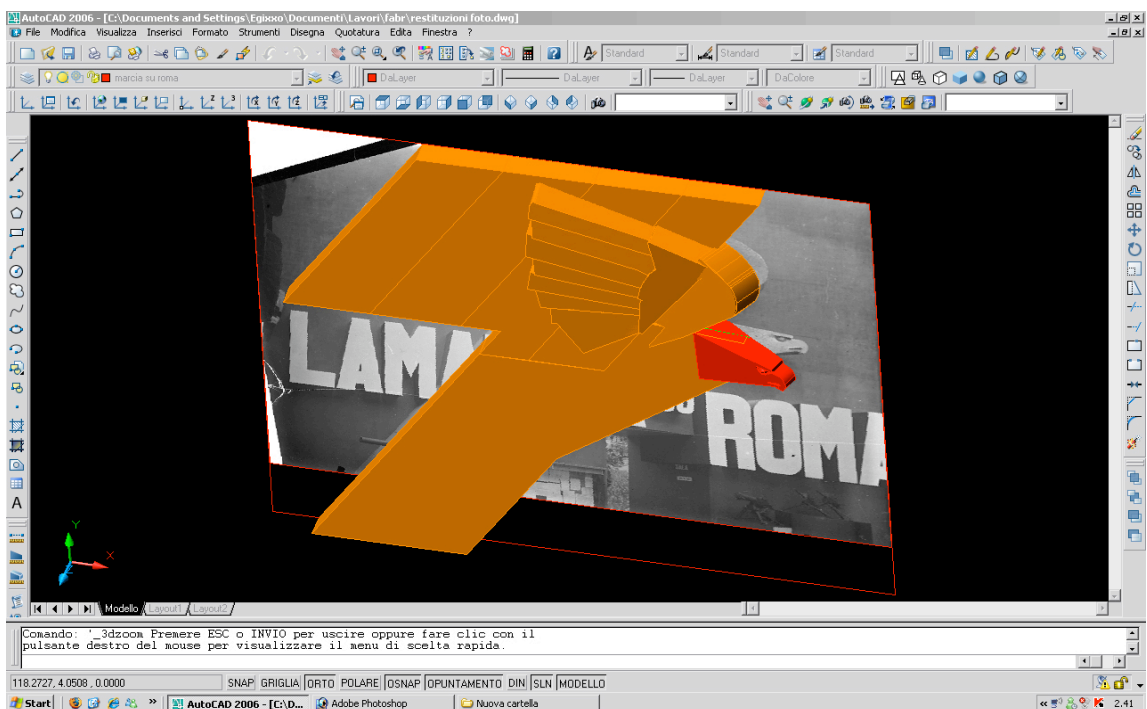 AutoCAD 2006 - [C:\Documents and Settings\Egixxo\Documenti\Lavori\fabr\restituzioni foto.dwg]
File Modifica Visualizza Inserisci Formato Strumenti Disegna Quotatura Edita Finestra ?
Standard Standard Standard
marcia su roma DaLayer DaLayer DaLayer DaColore
LAMA
ROMA
Y
X
A
Modello Layout1 Layout2
Comando: '_3dzoom Premere ESC o INVIO per uscire oppure fare clic con il
pulsante destro del mouse per visualizzare il menu di scelta rapida.
118.2727, 4.0508 , 0.0000 SNAP GRIGLIA ORTO POLARE OSNAP OPUNTAMENTO DIN SLN MODELLO
Start » AutoCAD 2006 - [C:\D... Adobe Photoshop Nuova cartella « 2.41